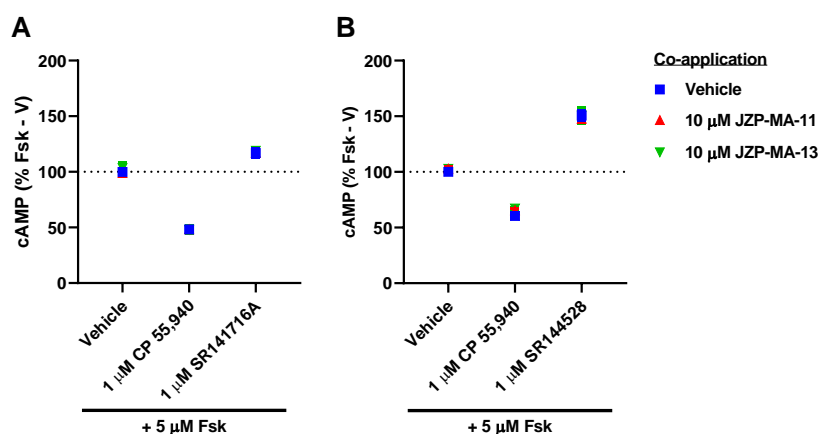 A
cAMP (% Fsk - V)
200
150
100
50
0
Vehicle
1 μM CP 55,940
1 μM SR141716A
+ 5 μM Fsk
B
cAMP (% Fsk - V)
200
150
100
50
0
Vehicle
1 μM CP 55,940
1 μM SR144528
+ 5 μM Fsk
Co-application
Vehicle
10 μM JZP-MA-11
10 μM JZP-MA-13